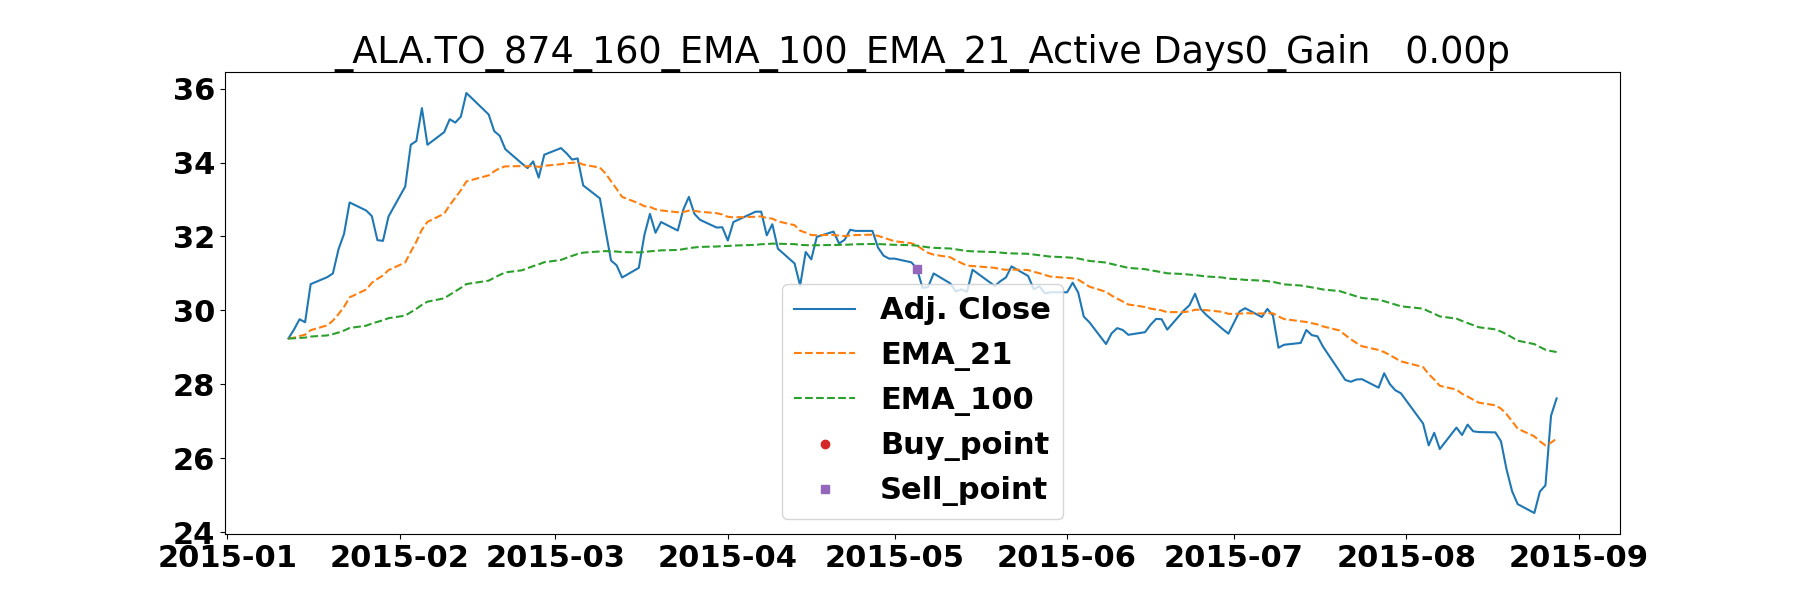 _ALA.TO_874_160_EMA_100_EMA_21_Active Days0_Gain   0.00p
36
34
32
30
28
26
24
Adj. Close
EMA_21
EMA_100
Buy_point
Sell_point
2015-01 2015-02 2015-03 2015-04 2015-05 2015-06 2015-07 2015-08 2015-09